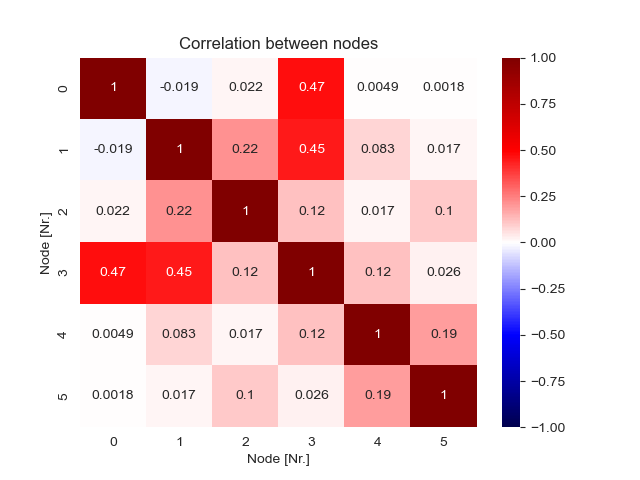 Correlation between nodes
0 1 -0.019 0.022 0.47 0.0049 0.0018
1 -0.019 1 0.22 0.45 0.083 0.017
2 0.022 0.22 1 0.12 0.017 0.1
3 0.47 0.45 0.12 1 0.12 0.026
4 0.0049 0.083 0.017 0.12 1 0.19
5 0.0018 0.017 0.1 0.026 0.19 1
0 1 2 3 4 5
Node [Nr.]
Node [Nr.]
1.00
0.75
0.50
0.25
0.00
−0.25
−0.50
−0.75
−1.00